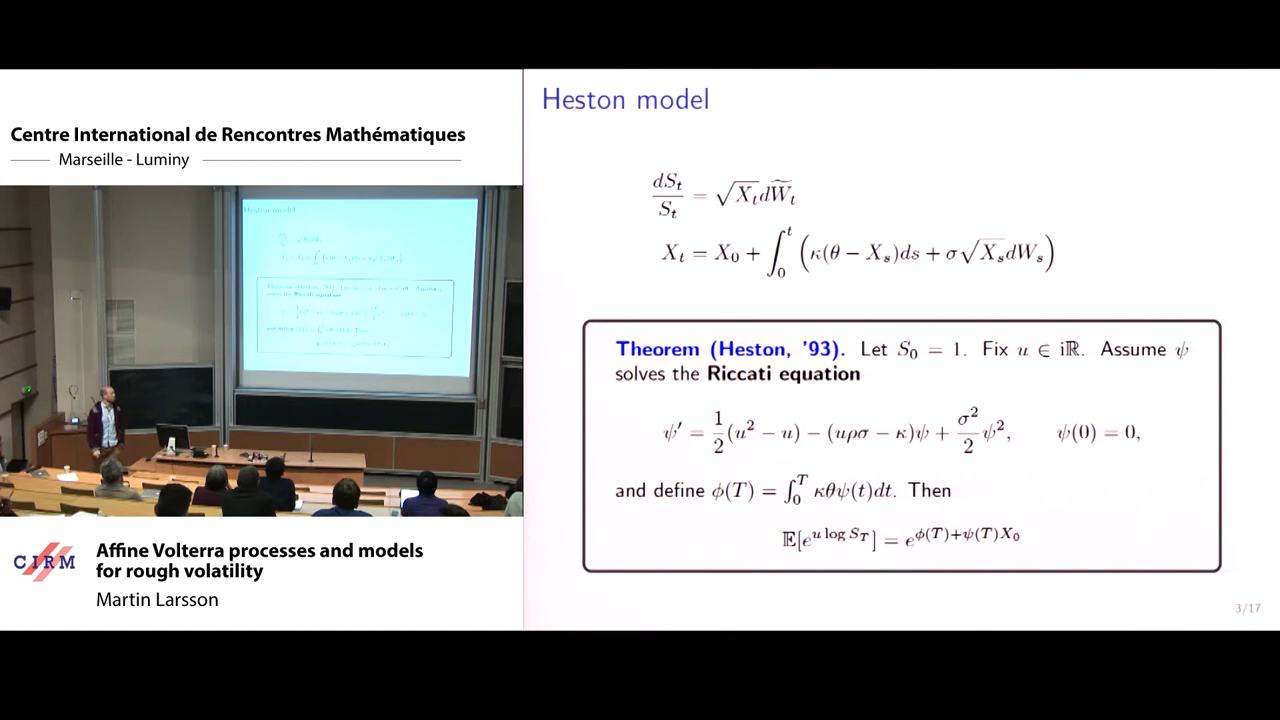 Centre International de Rencontres Mathématiques
Marseille - Luminy
CIRM
Affine Volterra processes and models
for rough volatility
Martin Larsson
Heston model
dS_t / S_t = √X_t dW̃_t
X_t = X_0 + ∫_0^t (κ(θ − X_s)ds + σ√X_s dW_s)
Theorem (Heston, '93). Let S_0 = 1. Fix u ∈ iℝ. Assume ψ
solves the Riccati equation
ψ′ = 1/2 (u² − u) − (uρσ − κ)ψ + σ²/2 ψ², ψ(0) = 0,
and define ϕ(T) = ∫_0^T κθψ(t)dt. Then
𝔼[e^{u log S_T}] = e^{ϕ(T)+ψ(T)X_0}
3/17